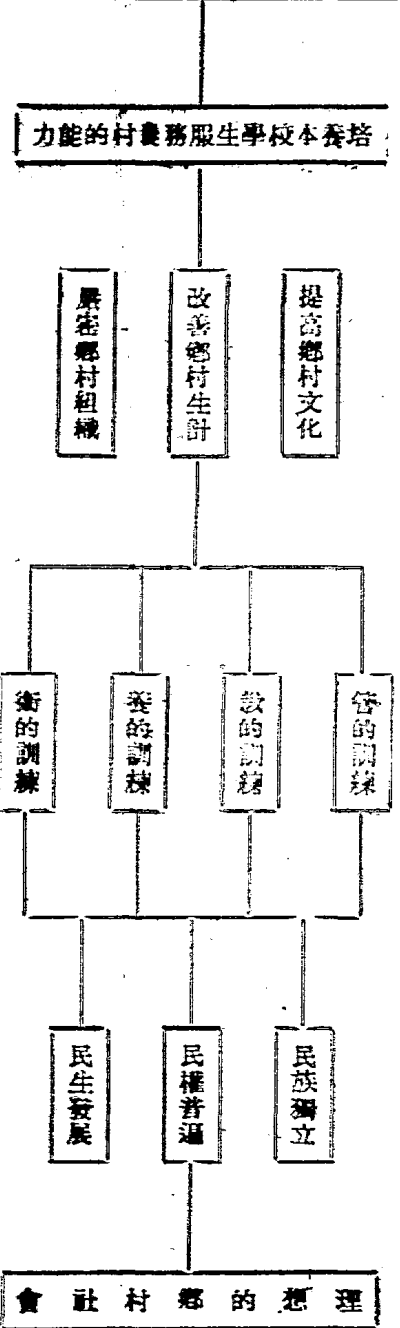 培養本校學生服務農村的能力
提高鄉村文化
改善鄉村生計
嚴密鄉村組織
管的訓練
教的訓練
養的訓練
衛的訓練
民族獨立
民權普遍
民生發展
理想的鄉村社會